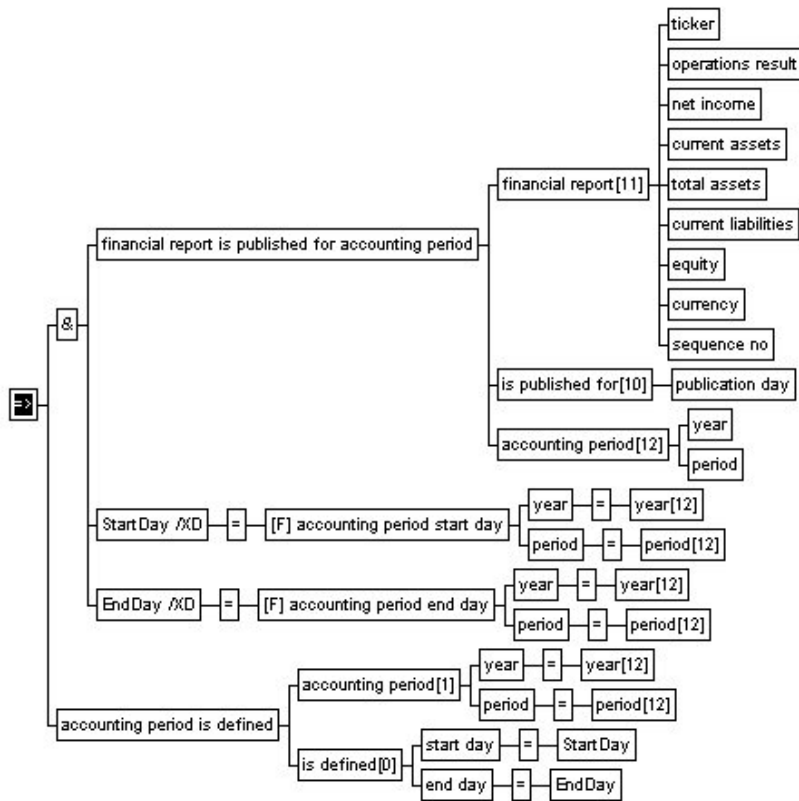 ticker
operations result
net income
current assets
financial report[11] total assets
current liabilities
financial report is published for accounting period
equity
currency
&
sequence no
is published for[10] publication day
=>
year
accounting period[12]
period
year = year[12]
StartDay /XD = [F] accounting period start day
period = period[12]
year = year[12]
EndDay /XD = [F] accounting period end day
period = period[12]
year = year[12]
accounting period[1]
period = period[12]
accounting period is defined
start day = StartDay
is defined[0]
end day = EndDay